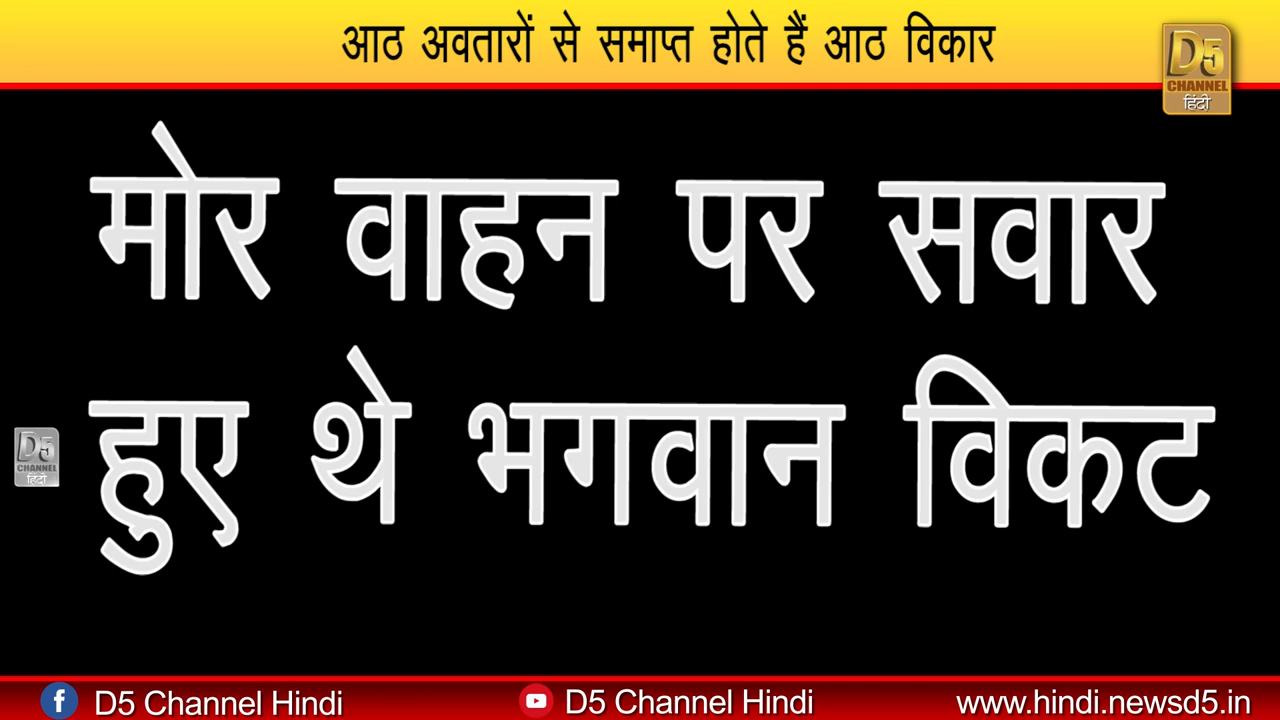 आठ अवतारों से समाप्त होते हैं आठ विकार
D5
CHANNEL
हिंदी
मोर वाहन पर सवार
हुए थे भगवान विकट
D5
CHANNEL
हिंदी
D5 Channel Hindi
D5 Channel Hindi
www.hindi.newsd5.in